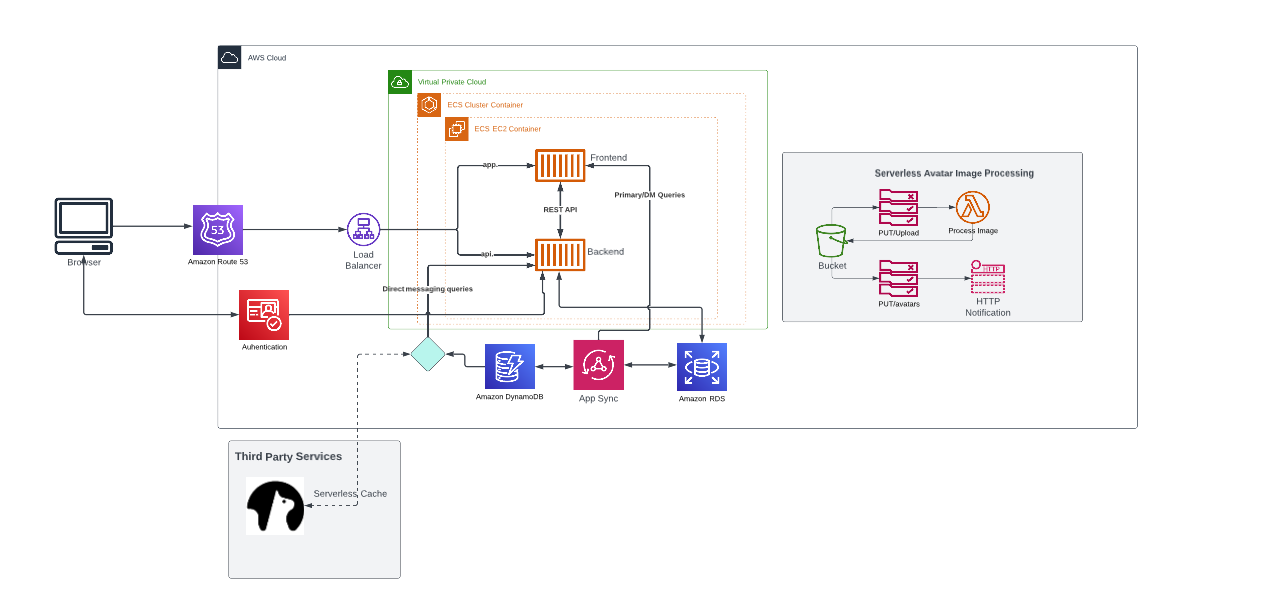 AWS Cloud
Virtual Private Cloud
ECS Cluster Container
ECS EC2 Container
app.
Frontend
Primary/DM Queries
REST API
Backend
api.
Direct messaging queries
Browser
53
Amazon Route 53
Load
Balancer
Auhentication
Amazon DynamoDB
App Sync
Amazon RDS
Serverless Avatar Image Processing
PUT/Upload
Process Image
Bucket
PUT/avatars
HTTP
HTTP
Notification
Third Party Services
Serverless Cache